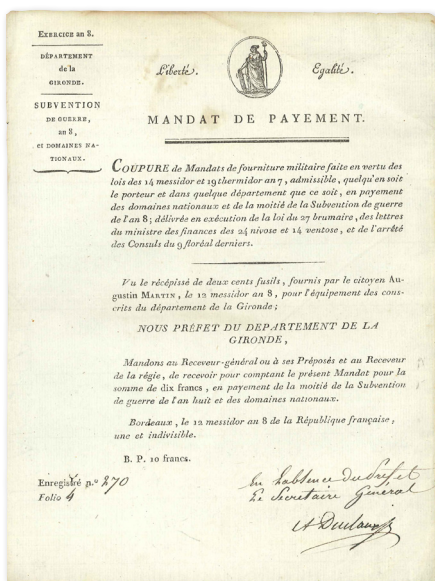 EXERCICE an 8.
DÉPARTEMENT
de la
GIRONDE.
SUBVENTION
DE GUERRE,
an 8,
ET DOMAINES NA-
TIONAUX.
Liberté. Egalité.
MANDAT DE PAYEMENT.
COUPURE de Mandats de fourniture militaire faite en vertu des
lois des 14 messidor et 19 thermidor an 7, admissible, quelqu'en soit
le porteur et dans quelque département que ce soit, en payement
des domaines nationaux et de la moitié de la Subvention de guerre
de l'an 8; délivrée en exécution de la loi du 27 brumaire, des lettres
du ministre des finances des 24 nivose et 14 ventose, et de l'arrêté
des Consuls du 9 floréal derniers.
Vu le récépissé de deux cents fusils, fournis par le citoyen Au-
gustin MARTIN, le 12 messidor an 8, pour l'équipement des cons-
crits du département de la Gironde;
NOUS PRÉFET DU DÉPARTEMENT DE LA
GIRONDE,
Mandons au Receveur-général ou à ses Préposés et au Receveur
de la régie, de recevoir pour comptant le présent Mandat pour la
somme de dix francs, en payement de la moitié de la Subvention
de guerre de l'an huit et des domaines nationaux.
Bordeaux, le 12 messidor an 8 de la République française,
une et indivisible.
B. P. 10 francs.
Enregistré n.° 270
Folio 4
en l'absence du Préfet
Le Secretaire Général